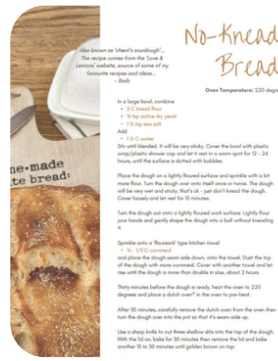 No-Knead
Bread
Also known as 'cheat's sourdough'...
The recipe comes from the 'Love &
Lemons' website, source of some of my
favourite recipes and ideas...
- Barb
Oven Temperature: 220 degre
In a large bowl, combine
• 3 C bread flour
• ¼ tsp active dry yeast
• 1 ½ tsp sea salt
Add
• 1 ½ C water
Stir until blended. It will be very sticky. Cover the bowl with plastic
wrap/plastic shower cap and let it rest in a warm spot for 12 - 24
hours, until the surface is dotted with bubbles.
Place the dough on a lightly floured surface and sprinkle with a bit
more flour. Turn the dough over onto itself once or twice. The dough
will be very wet and sticky, that's ok - just don't knead the dough.
Cover loosely and let rest for 15 minutes.
Turn the dough out onto a lightly floured work surface. Lightly flour
your hands and gently shape the dough into a ball without kneading
it.
Sprinkle onto a 'floursack' type kitchen towel
• ¼ - 1/3 C cornmeal
and place the dough seam side down, onto the towel. Dust the top
of the dough with more cornmeal. Cover with another towel and let
rise until the dough is more than double in size, about 2 hours.
Thirty minutes before the dough is ready, heat the oven to 220
degrees and place a dutch oven* in the oven to pre-heat.
After 30 minutes, carefully remove the dutch oven from the oven then
turn the dough over into the pot so that it's seam-side up.
Use a sharp knife to cut three shallow slits into the top of the dough.
With the lid on, bake for 30 minutes then remove the lid and bake
another 10 to 30 minutes until golden brown on top.
me•made
te bread: